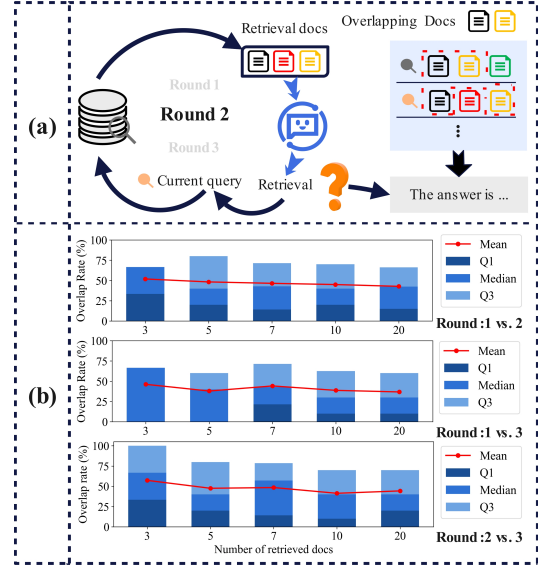 Retrieval docs
Overlapping Docs
Round 1
Round 2
Round 3
(a)
Current query
Retrieval
The answer is ...
(b)
Overlap Rate (%)
100
75
50
25
0
3
5
7
10
20
Mean
Q1
Median
Q3
Round :1 vs. 2
Overlap Rate (%)
100
75
50
25
0
3
5
7
10
20
Mean
Q1
Median
Q3
Round :1 vs. 3
Overlap rate (%)
100
75
50
25
0
3
5
7
10
20
Number of retrieved docs
Mean
Q1
Median
Q3
Round :2 vs. 3